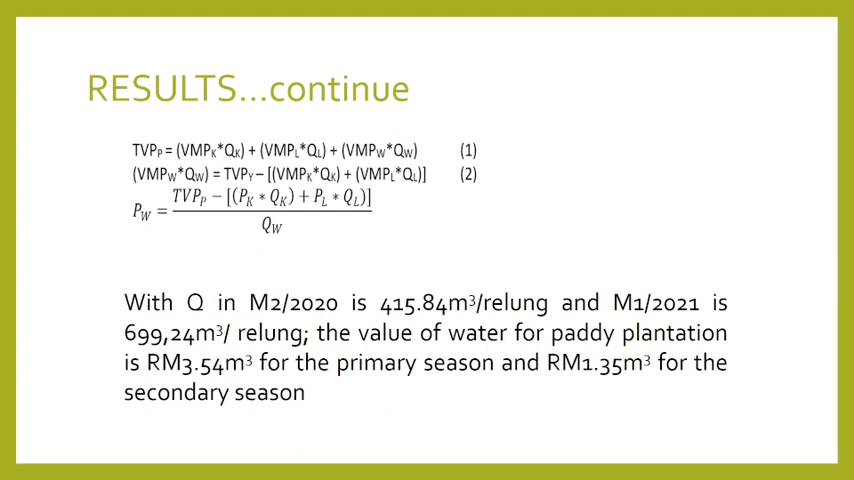 RESULTS...continue
TVPP = (VMPK*QK) + (VMPL*QL) + (VMPW*QW) (1)
(VMPW*QW) = TVPY – [(VMPK*QK) + (VMPL*QL)] (2)
PW = TVPP − [(PK ∗ QK) + PL ∗ QL)] / QW
With Q in M2/2020 is 415.84m³/relung and M1/2021 is
699,24m³/ relung; the value of water for paddy plantation
is RM3.54m³ for the primary season and RM1.35m³ for the
secondary season